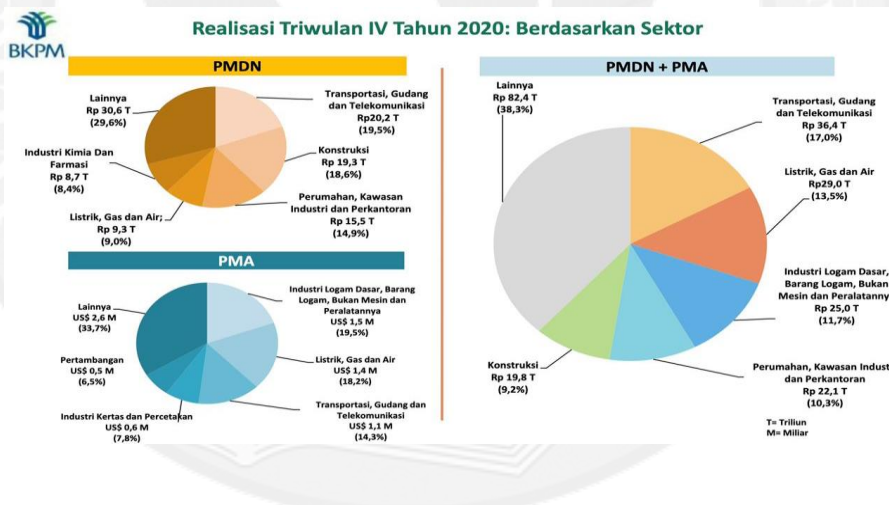 BKPM
Realisasi Triwulan IV Tahun 2020: Berdasarkan Sektor
PMDN
Lainnya
Rp 30,6 T
(29,6%)
Transportasi, Gudang
dan Telekomunikasi
Rp20,2 T
(19,5%)
Industri Kimia Dan
Farmasi
Rp 8,7 T
(8,4%)
Konstruksi
Rp 19,3 T
(18,6%)
Listrik, Gas dan Air;
Rp 9,3 T
(9,0%)
Perumahan, Kawasan
Industri dan Perkantoran
Rp 15,5 T
(14,9%)
PMA
Lainnya
US$ 2,6 M
(33,7%)
Industri Logam Dasar, Barang
Logam, Bukan Mesin dan
Peralatannya
US$ 1,5 M
(19,5%)
Pertambangan
US$ 0,5 M
(6,5%)
Listrik, Gas dan Air
US$ 1,4 M
(18,2%)
Industri Kertas dan Percetakan
US$ 0,6 M
(7,8%)
Transportasi, Gudang dan
Telekomunikasi
US$ 1,1 M
(14,3%)
PMDN + PMA
Lainnya
Rp 82,4 T
(38,3%)
Transportasi, Gudang
dan Telekomunikasi
Rp 36,4 T
(17,0%)
Listrik, Gas dan Air
Rp29,0 T
(13,5%)
Industri Logam Dasar,
Barang Logam, Bukan
Mesin dan Peralatanny
Rp 25,0 T
(11,7%)
Konstruksi
Rp 19,8 T
(9,2%)
Perumahan, Kawasan Indust
dan Perkantoran
Rp 22,1 T
(10,3%)
T= Triliun
M= Miliar